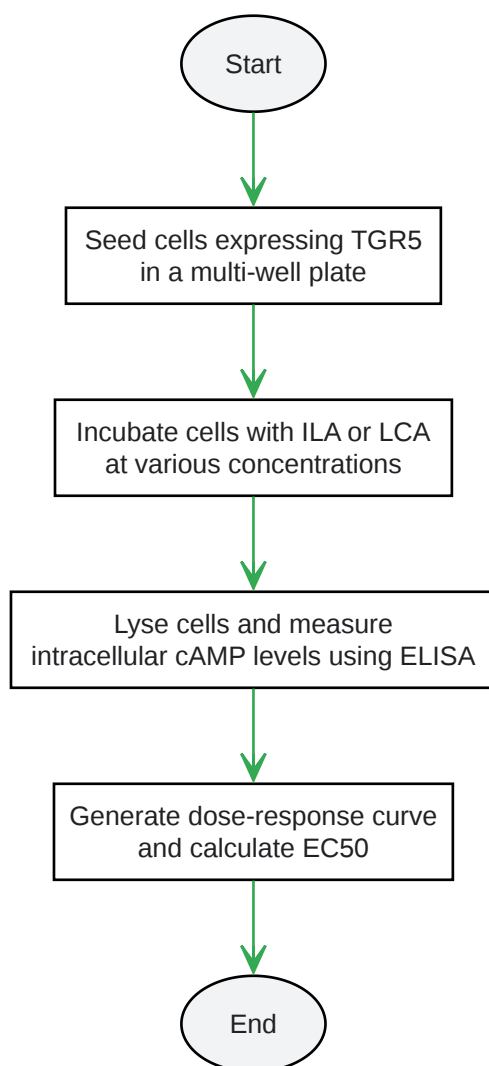 Start
Seed cells expressing TGR5
in a multi-well plate
Incubate cells with ILA or LCA
at various concentrations
Lyse cells and measure
intracellular cAMP levels using ELISA
Generate dose-response curve
and calculate EC50
End